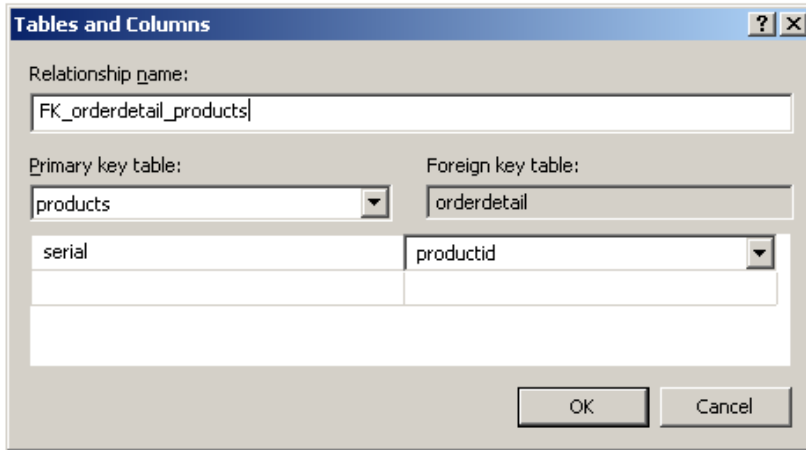 Tables and Columns
Relationship name:
FK_orderdetail_products
Primary key table: Foreign key table:
products orderdetail
serial productid
OK Cancel